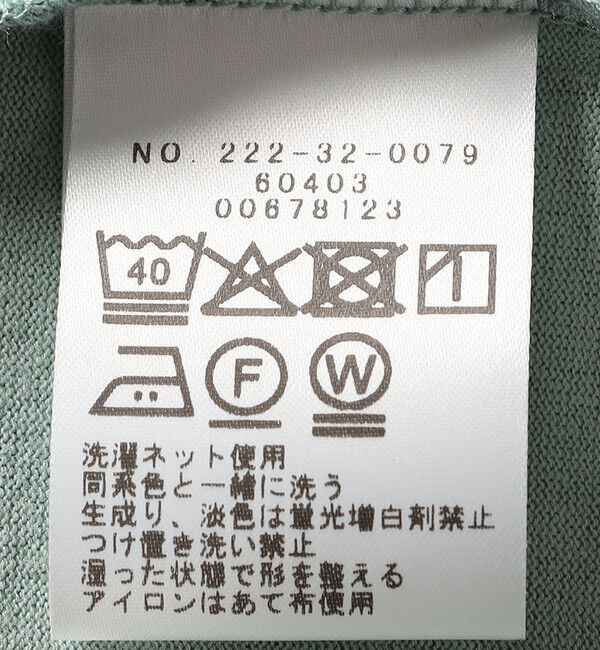 NO. 222-32-0079
60403
00678123
40
F W
洗濯ネット使用
同系色と一緒に洗う
生成り、淡色は蛍光増白剤禁止
つけ置き洗い禁止
湿った状態で形を整える
アイロンはあて布使用